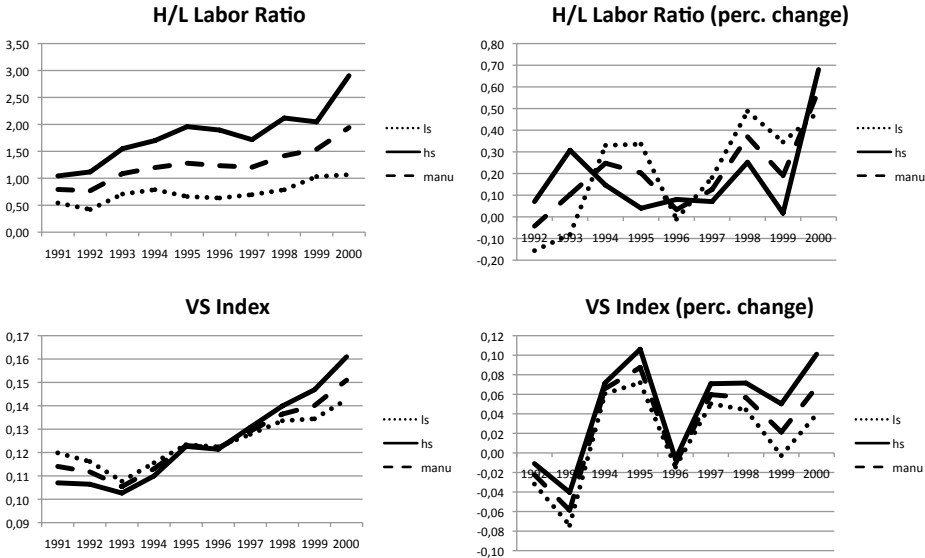 H/L Labor Ratio
3,50
3,00
2,50
2,00
1,50
1,00
0,50
0,00
1991 1992 1993 1994 1995 1996 1997 1998 1999 2000
ls
hs
manu
H/L Labor Ratio (perc. change)
0,80
0,70
0,60
0,50
0,40
0,30
0,20
0,10
0,00
-0,10
-0,20
1992 1993 1994 1995 1996 1997 1998 1999 2000
ls
hs
manu
VS Index
0,17
0,16
0,15
0,14
0,13
0,12
0,11
0,10
0,09
1991 1992 1993 1994 1995 1996 1997 1998 1999 2000
ls
hs
manu
VS Index (perc. change)
0,12
0,10
0,08
0,06
0,04
0,02
0,00
-0,02
-0,04
-0,06
-0,08
-0,10
1992 1993 1994 1995 1996 1997 1998 1999 2000
ls
hs
manu